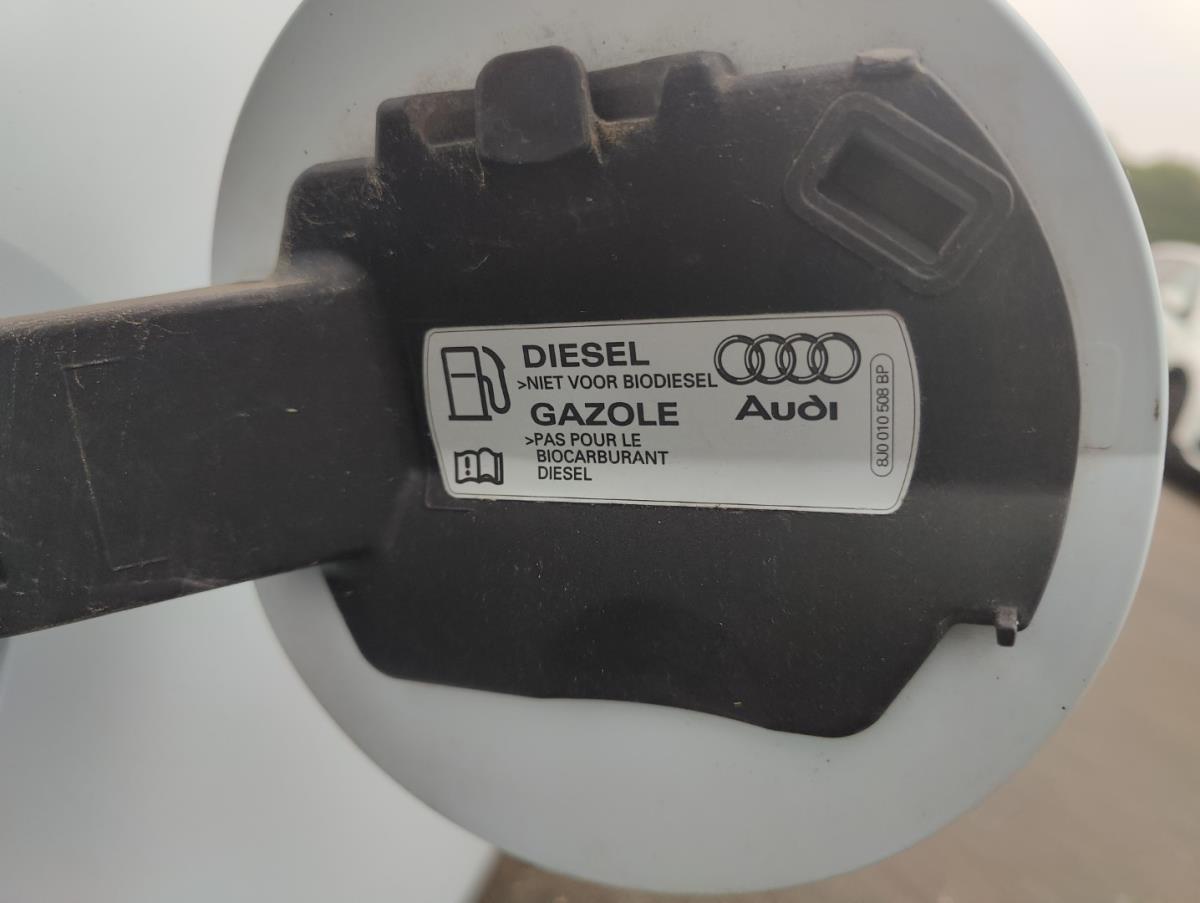 DIESEL
>NIET VOOR BIODIESEL
GAZOLE
>PAS POUR LE
BIOCARBURANT
DIESEL
Audi
8J0 010 508 BP